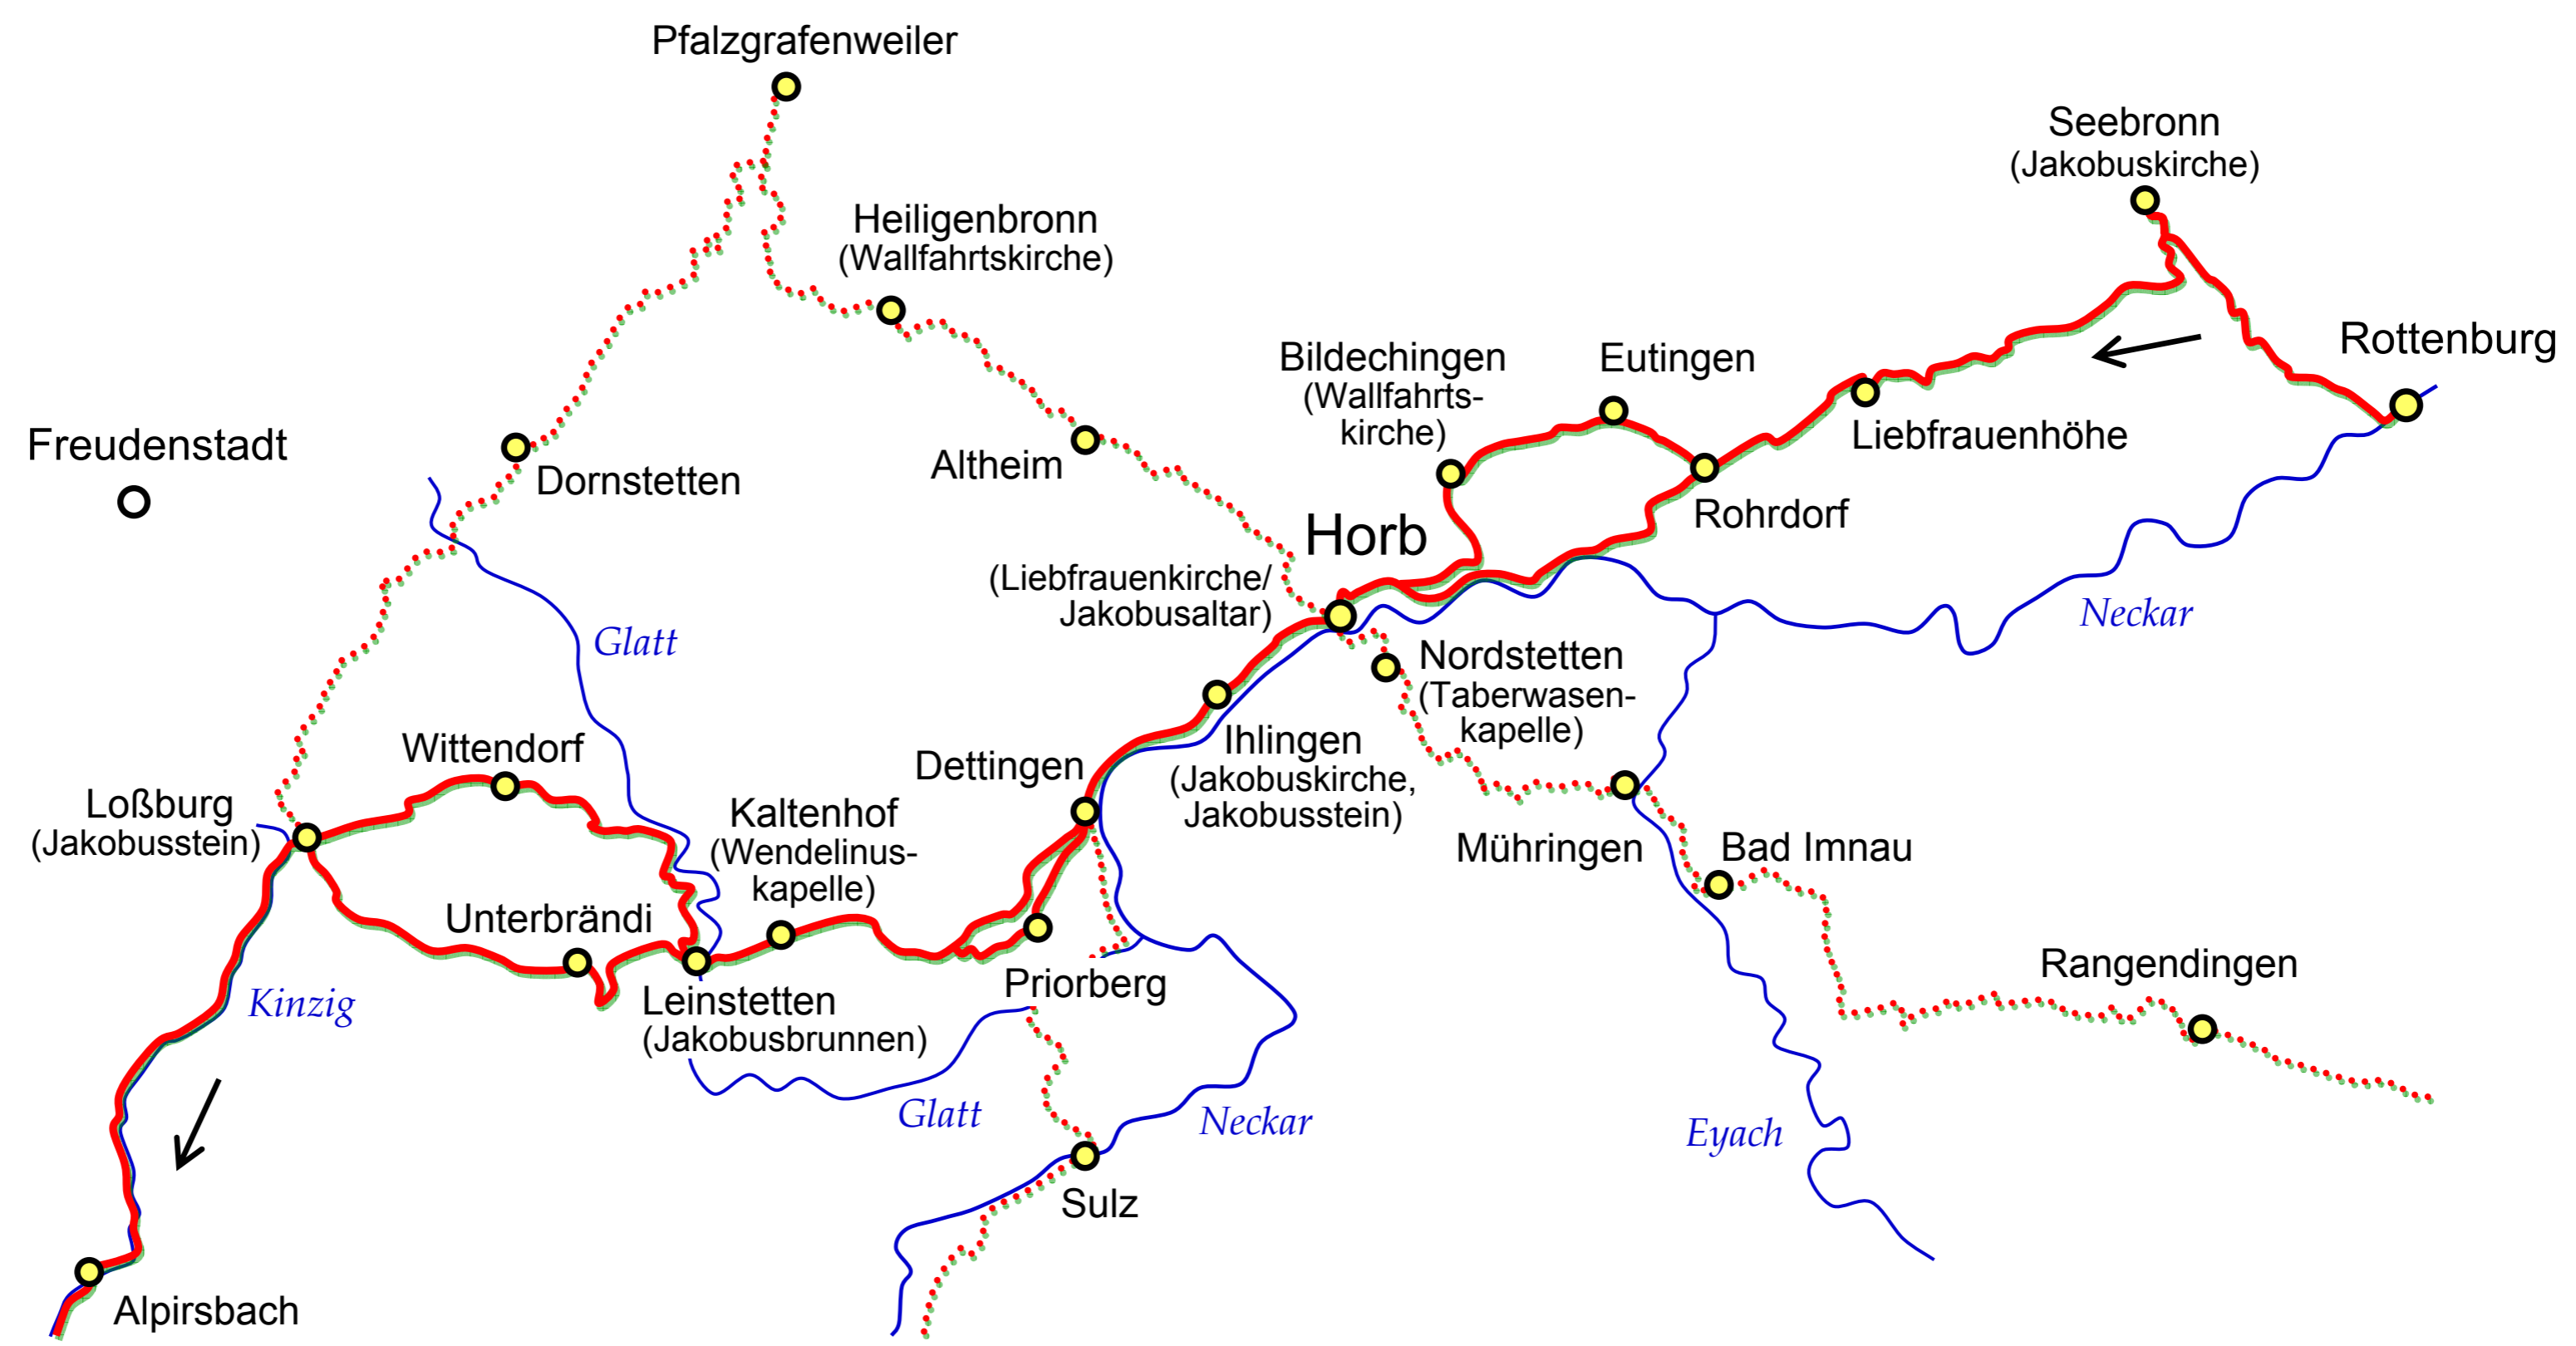 Pfalzgrafenweiler
Seebronn
(Jakobuskirche)
Heiligenbronn
(Wallfahrtskirche)
Rottenburg
Bildechingen
(Wallfahrts-
kirche)
Eutingen
Liebfrauenhöhe
Freudenstadt
Dornstetten
Altheim
Rohrdorf
Horb
(Liebfrauenkirche/
Jakobusaltar)
Neckar
Glatt
Nordstetten
(Taberwasen-
kapelle)
Wittendorf
Dettingen
Ihlingen
(Jakobuskirche,
Jakobusstein)
Loßburg
(Jakobusstein)
Kaltenhof
(Wendelinus-
kapelle)
Mühringen
Bad Imnau
Unterbrändi
Rangendingen
Priorberg
Kinzig
Leinstetten
(Jakobusbrunnen)
Glatt
Neckar
Eyach
Sulz
Alpirsbach